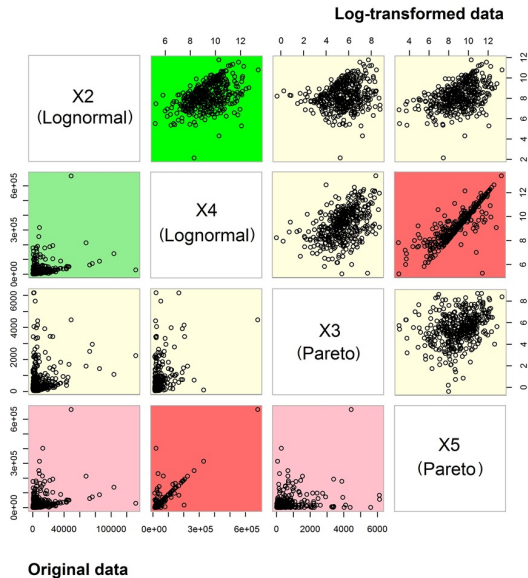 Log-transformed data
6 8 10 12
0 2 4 6 8
4 6 8 10 12
X2
(Lognormal)
2 4 6 8 10 12
0e+00 3e+05 6e+05
X4
(Lognormal)
6 8 10 12
0 2000 4000 6000
X3
(Pareto)
0 2 4 6 8
0e+00 3e+05 6e+05
X5
(Pareto)
0 40000 100000
0e+00 3e+05 6e+05
0 2000 4000 6000
Original data